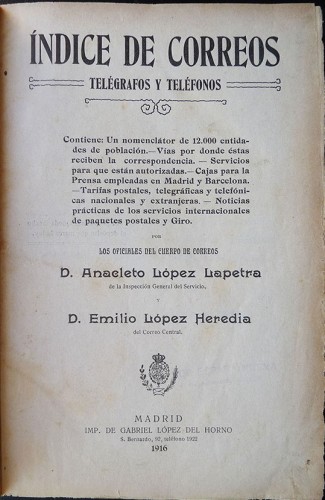 ÍNDICE DE CORREOS
TELÉGRAFOS Y TELÉFONOS
Contiene: Un nomenclátor de 12.000 entida-
des de población.—Vías por donde éstas
reciben la correspondencia. — Servicios
para que están autorizadas.—Cajas para la
Prensa empleadas en Madrid y Barcelona.
—Tarifas postales, telegráficas y telefóni-
cas nacionales y extranjeras. — Noticias
prácticas de los servicios internacionales
de paquetes postales y Giro.
POR
LOS OFICIALES DEL CUERPO DE CORREOS
D. Anacleto López Lapetra
de la Inspección General del Servicio,
Y
D. Emilio López Heredia
del Correo Central.
MADRID
IMP. DE GABRIEL LÓPEZ DEL HORNO
S. Bernardo, 92, teléfono 1922
1916